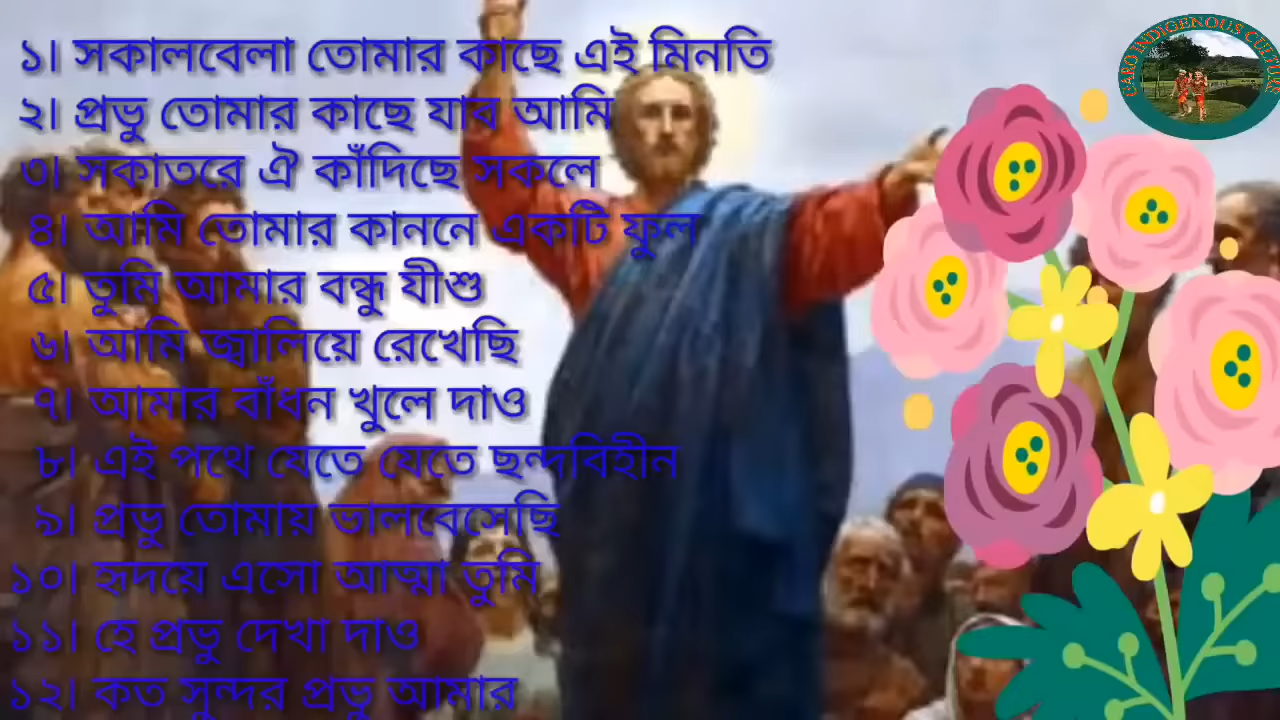 ১। সকালবেলা তোমার কাছে এই মিনতি
২। প্রভু তোমার কাছে যাব আমি
৩। সকাতরে ঐ কাঁদিছে সকলে
৪। আমি তোমার কাননে একটি ফুল
৫। তুমি আমার বন্ধু যীশু
৬। আমি জ্বালিয়ে রেখেছি
৭। আমার বাঁধন খুলে দাও
৮। এই পথে যেতে যেতে ছন্দবিহীন
৯। প্রভু তোমায় ভালবেসেছি
১০। হৃদয়ে এসো আত্মা তুমি
১১। হে প্রভু দেখা দাও
১২। কত সুন্দর প্রভু আমার
GARO INDIGENOUS CULTURE